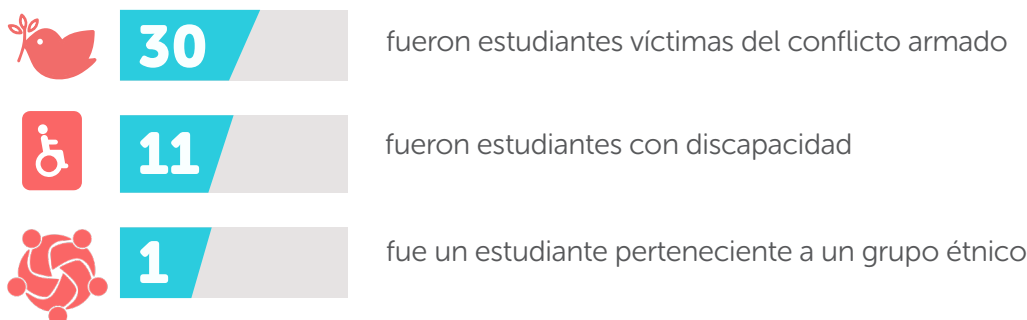 30 fueron estudiantes víctimas del conflicto armado
11 fueron estudiantes con discapacidad
1 fue un estudiante perteneciente a un grupo étnico